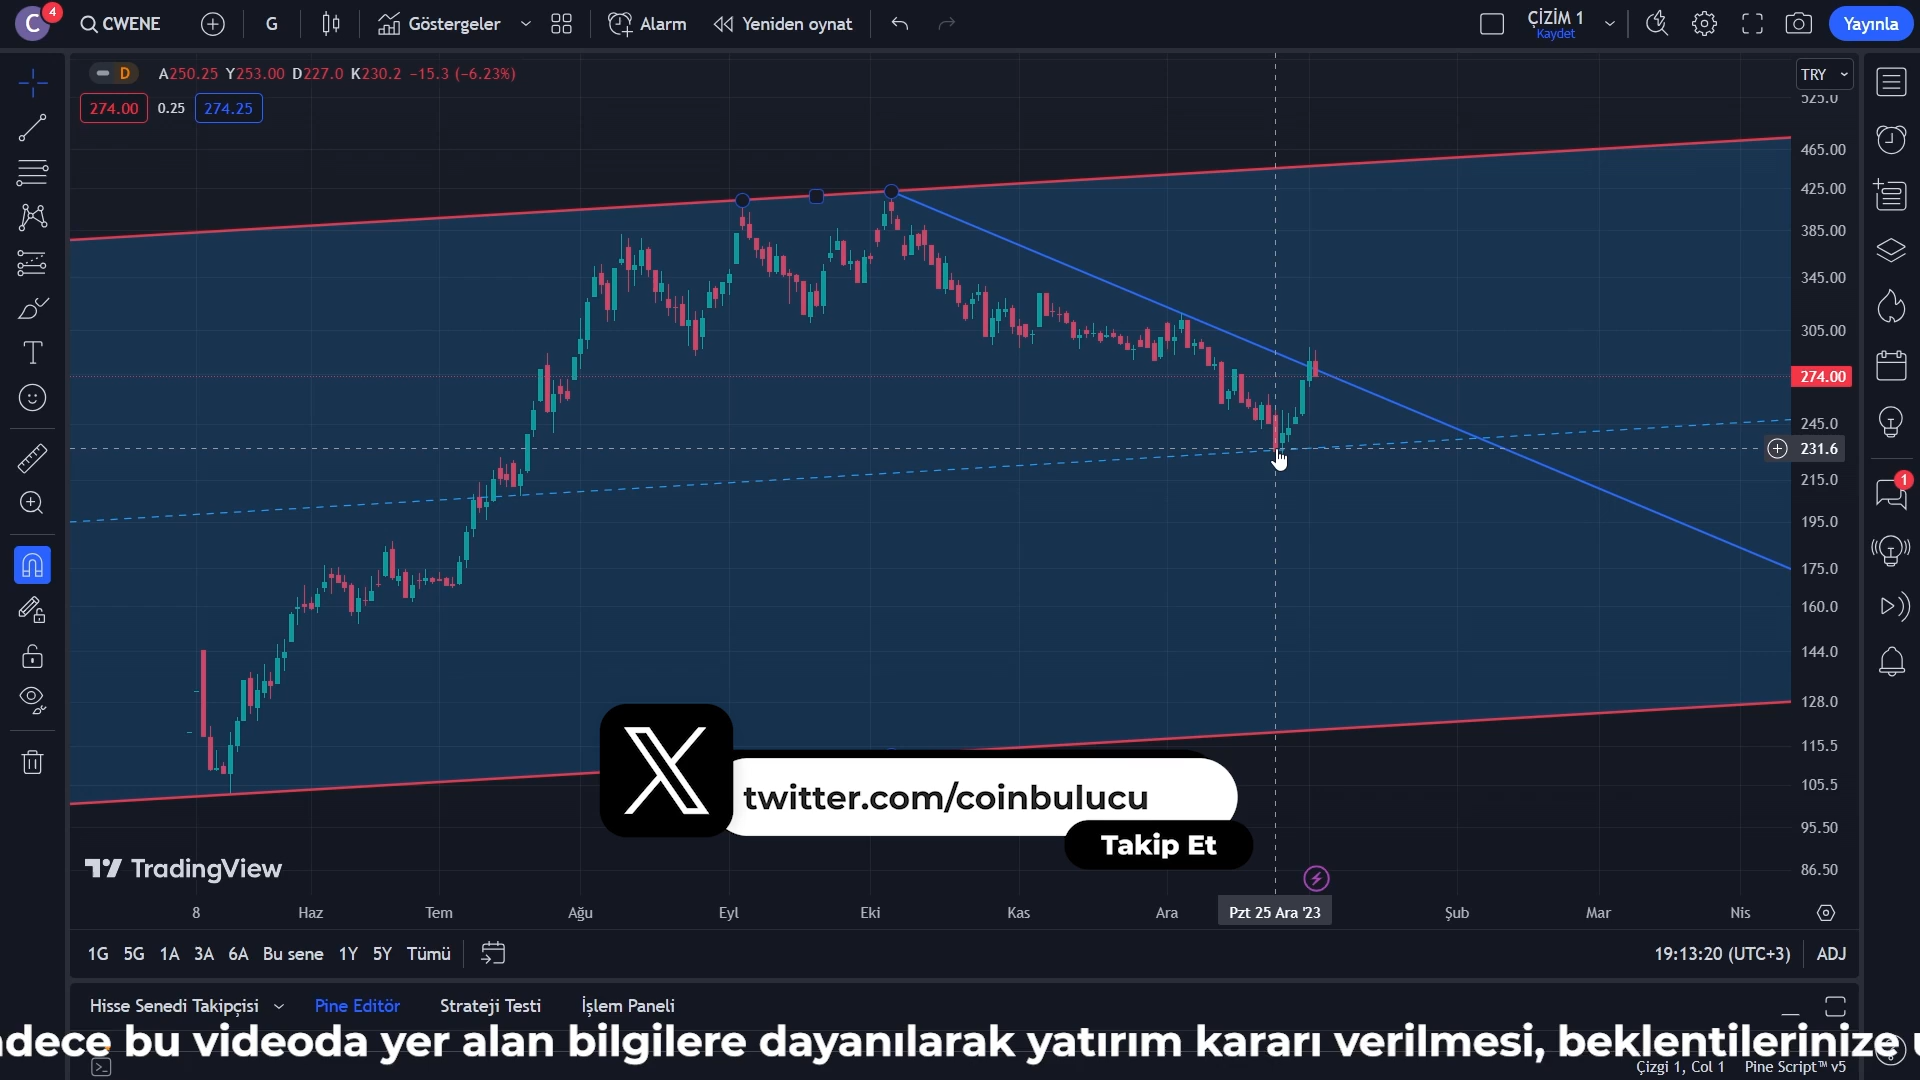 C 4 CWENE G Göstergeler Alarm Yeniden oynat ÇİZİM 1 Kaydet Yayınla
D A250.25 Y253.00 D227.0 K230.2 −15.3 (−6.23%)
TRY
274.00 0.25 274.25
525.0
465.00
425.00
385.00
345.00
305.00
274.00
245.0
231.6
215.0
195.0
175.0
160.0
144.0
128.0
115.5
105.5
95.50
86.50
1
twitter.com/coinbulucu
Takip Et
TradingView
8 Haz Tem Ağu Eyl Eki Kas Ara Pzt 25 Ara '23 Şub Mar Nis
1G 5G 1A 3A 6A Bu sene 1Y 5Y Tümü 19:13:20 (UTC+3) ADJ
Hisse Senedi Takipçisi Pine Editör Strateji Testi İşlem Paneli
adece bu videoda yer alan bilgilere dayanılarak yatırım kararı verilmesi, beklentilerinize u
Çizgi 1, Col 1 Pine Script™ v5